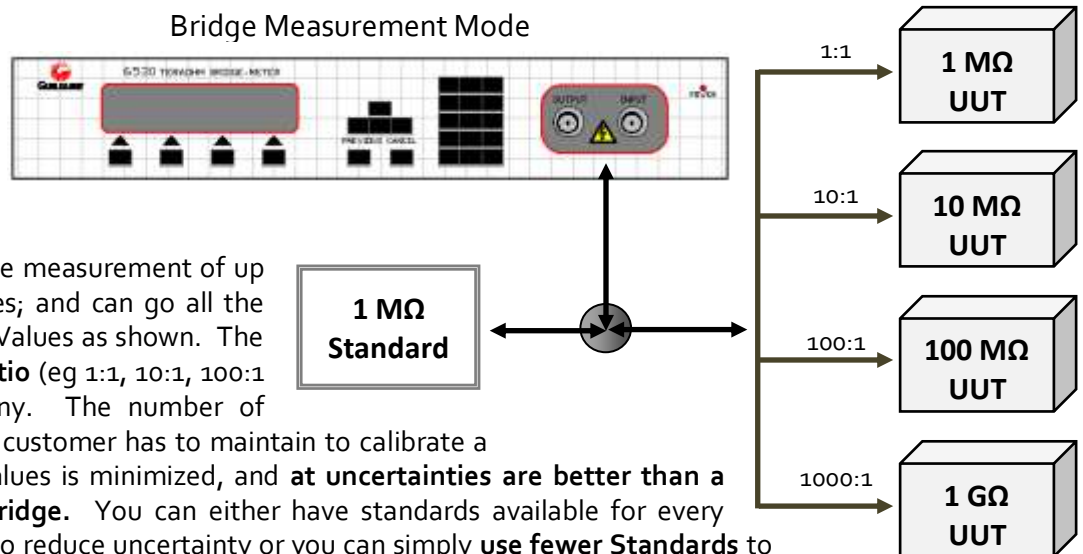 Bridge Measurement Mode
GUILDLINE
6530 TERAOHM BRIDGE-METER
OUTPUT INPUT
PREVIOUS CANCEL
1:1
1 MΩ
UUT
10:1
10 MΩ
UUT
100:1
100 MΩ
UUT
1000:1
1 GΩ
UUT
1 MΩ
Standard
e measurement of up
es; and can go all the
Values as shown. The
tio (eg 1:1, 10:1, 100:1
ny. The number of
customer has to maintain to calibrate a
alues is minimized, and at uncertainties are better than a
ridge. You can either have standards available for every
o reduce uncertainty or you can simply use fewer Standards to